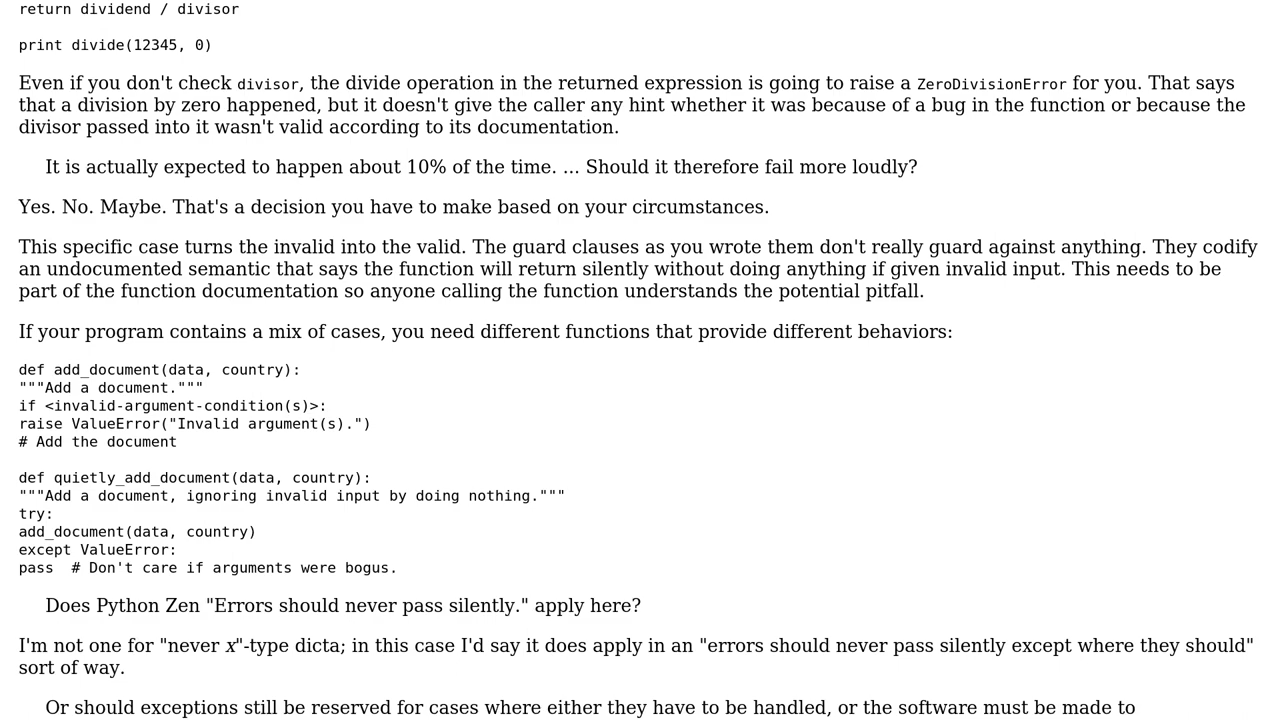 return dividend / divisor
print divide(12345, 0)
Even if you don't check divisor, the divide operation in the returned expression is going to raise a ZeroDivisionError for you. That says
that a division by zero happened, but it doesn't give the caller any hint whether it was because of a bug in the function or because the
divisor passed into it wasn't valid according to its documentation.
It is actually expected to happen about 10% of the time. ... Should it therefore fail more loudly?
Yes. No. Maybe. That's a decision you have to make based on your circumstances.
This specific case turns the invalid into the valid. The guard clauses as you wrote them don't really guard against anything. They codify
an undocumented semantic that says the function will return silently without doing anything if given invalid input. This needs to be
part of the function documentation so anyone calling the function understands the potential pitfall.
If your program contains a mix of cases, you need different functions that provide different behaviors:
def add_document(data, country):
"""Add a document."""
if <invalid-argument-condition(s)>:
raise ValueError("Invalid argument(s).")
# Add the document
def quietly_add_document(data, country):
"""Add a document, ignoring invalid input by doing nothing."""
try:
add_document(data, country)
except ValueError:
pass  # Don't care if arguments were bogus.
Does Python Zen "Errors should never pass silently." apply here?
I'm not one for "never x"-type dicta; in this case I'd say it does apply in an "errors should never pass silently except where they should"
sort of way.
Or should exceptions still be reserved for cases where either they have to be handled, or the software must be made to